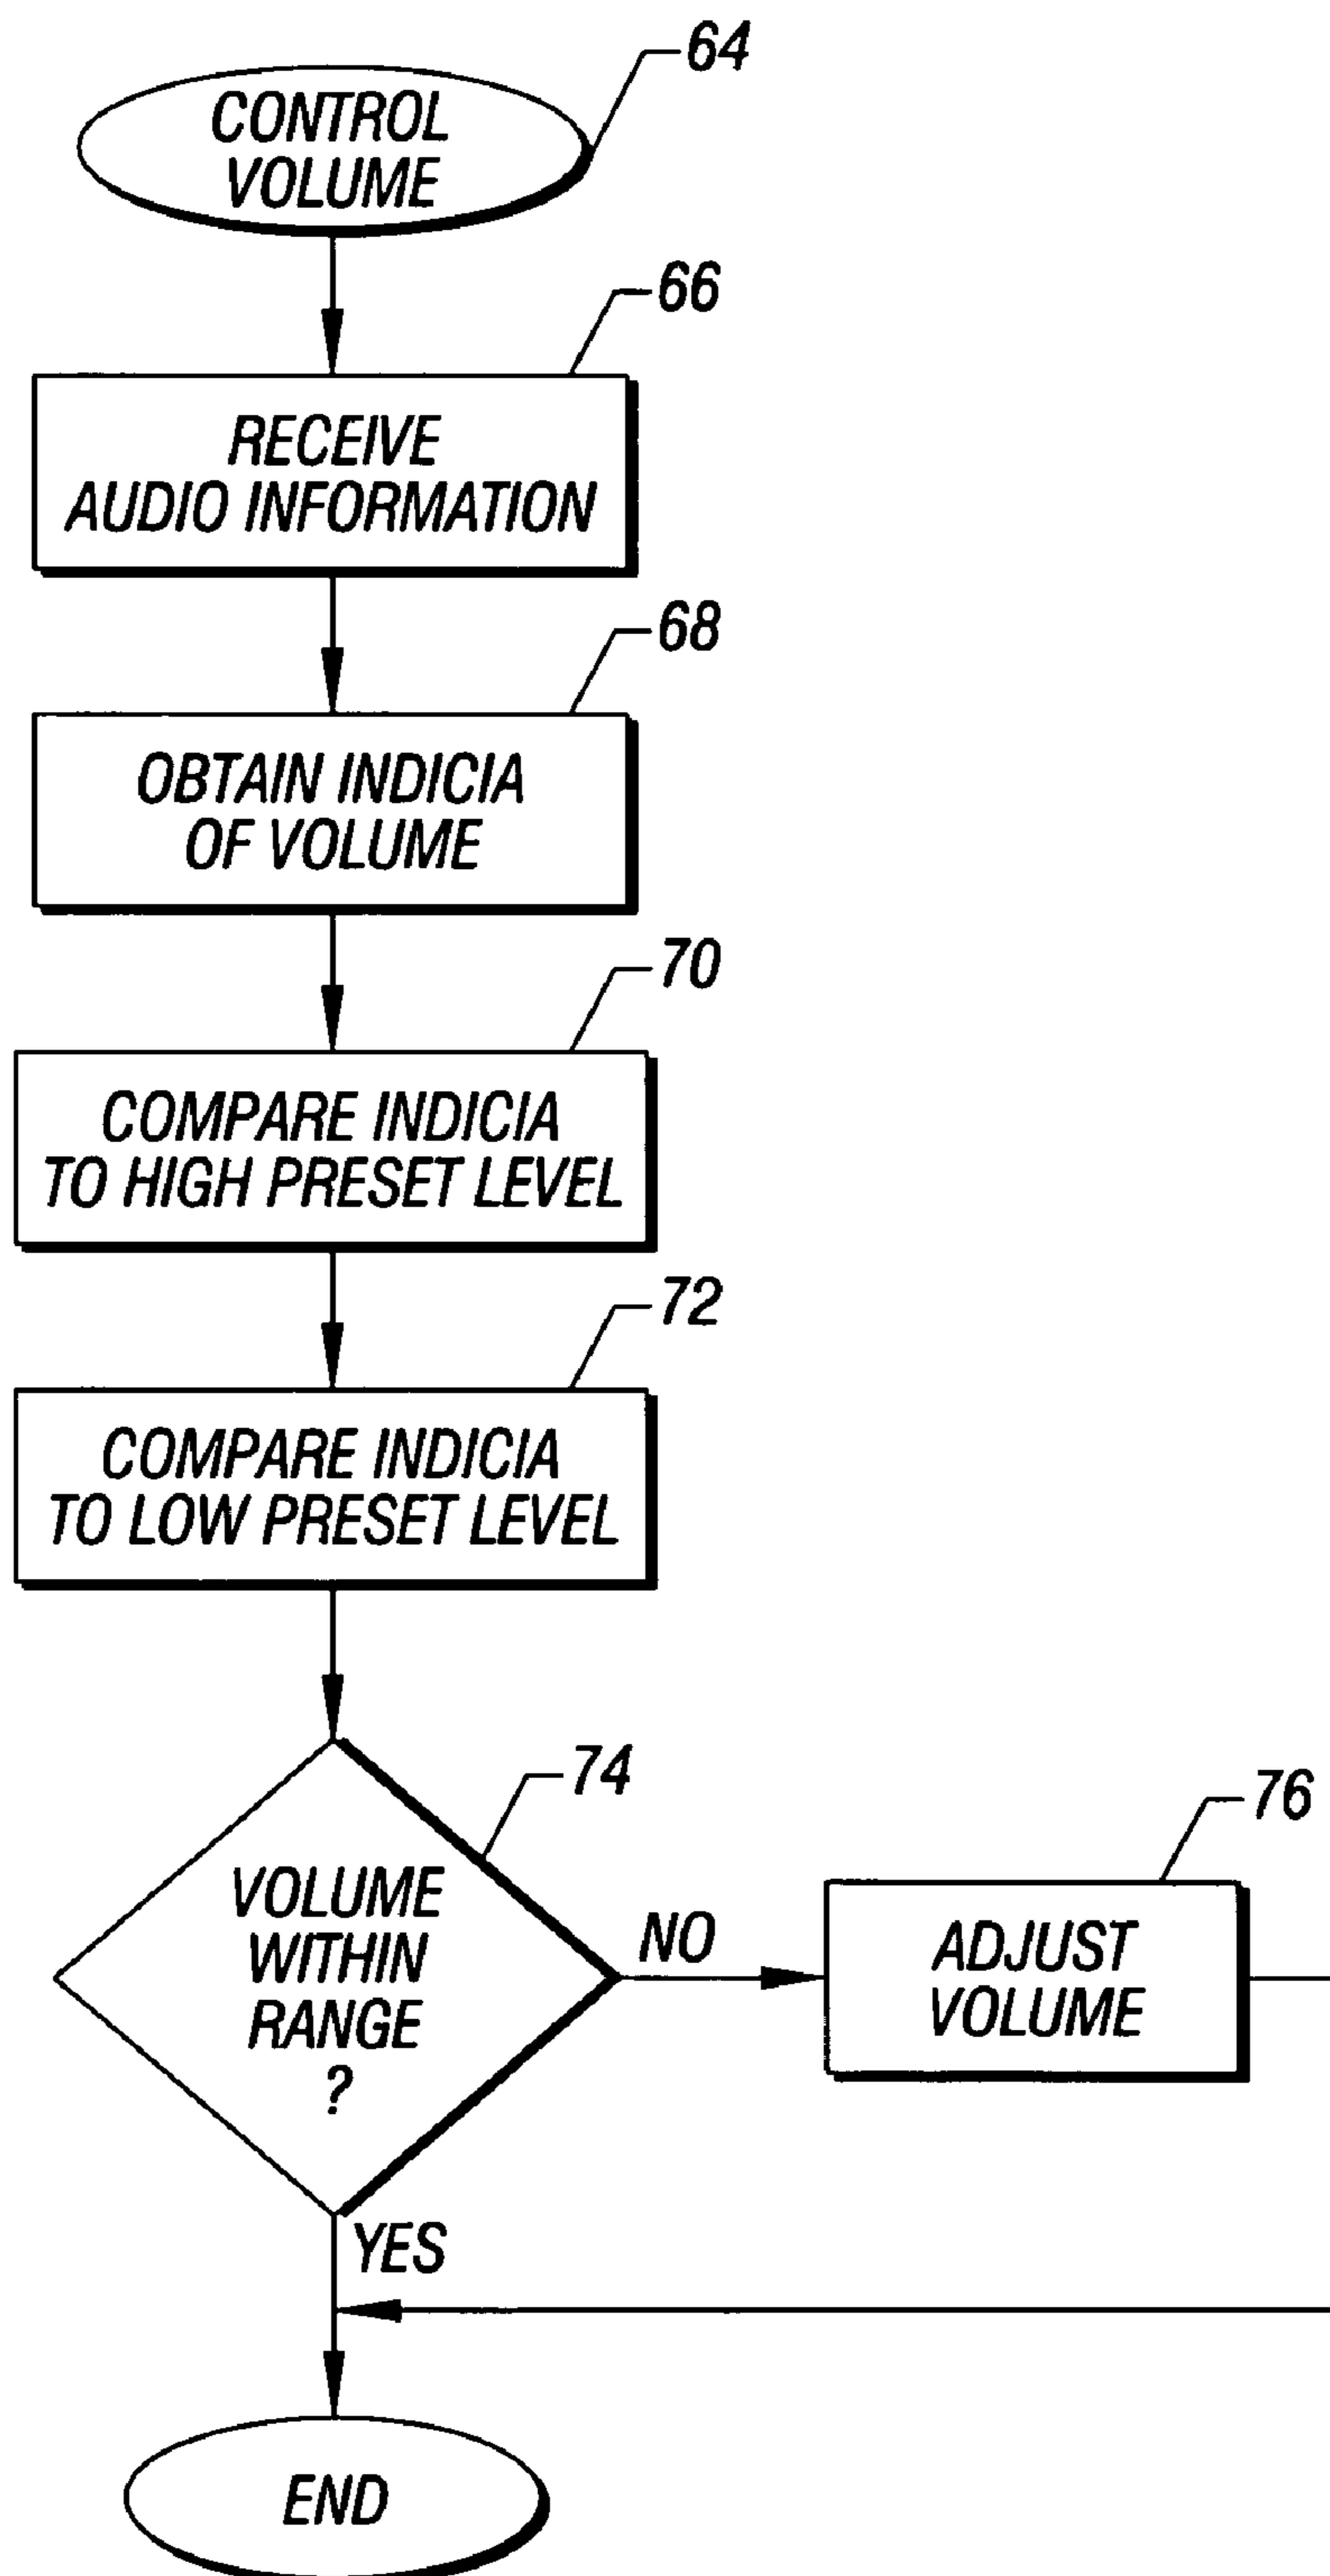 64
CONTROL
VOLUME
66
RECEIVE
AUDIO INFORMATION
68
OBTAIN INDICIA
OF VOLUME
70
COMPARE INDICIA
TO HIGH PRESET LEVEL
72
COMPARE INDICIA
TO LOW PRESET LEVEL
74
VOLUME
WITHIN
RANGE
?
NO
76
ADJUST
VOLUME
YES
END